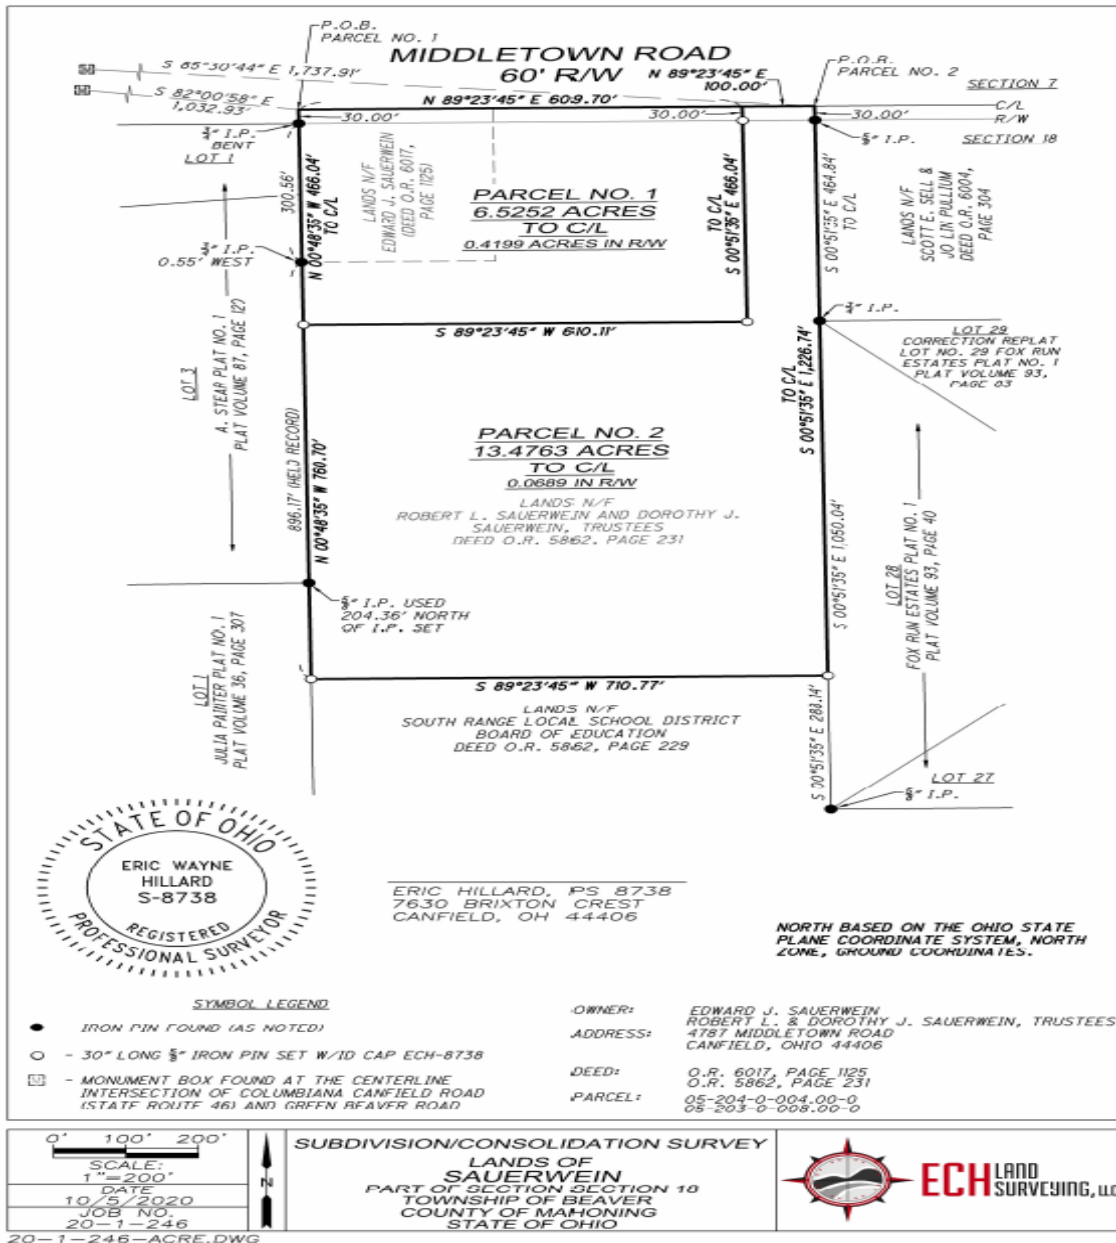 P.O.B.
PARCEL NO. 1
MIDDLETOWN ROAD
60' R/W
N 89°23'45" E
100.00'
P.O.B.
PARCEL NO. 2
SECTION 7
S 85°30'44" E 1,737.91'
S 82°00'58" E
1,032.93'
N 89°23'45" E 609.70'
C/L
R/W
30.00'
30.00'
30.00'
I.P.
BENT
LOT 1
5/8" I.P.
SECTION 18
300.56'
N 00°48'35" W 466.04'
TO C/L
LANDS N/F
EDWARD J. SAUERWEIN
(DEED O.R. 6017,
PAGE 1125)
PARCEL NO. 1
6.5252 ACRES
TO C/L
0.4199 ACRES IN R/W
TO C/L
S 00°51'35" E 466.04'
S 00°51'35" E 464.84'
TO C/L
LANDS N/F
SCOTT E. SELL &
JO LIN PULLIUM
DEED O.R. 6004,
PAGE 304
I.P.
0.55' WEST
S 89°23'45" W 610.11'
I.P.
LOT 29
CORRECTION REPLAT
LOT NO. 29 FOX RUN
ESTATES PLAT NO. 1
PLAT VOLUME 93,
PAGE 83
LOT 3
A. STEAR PLAT NO. 1
PLAT VOLUME 87, PAGE 127
896.17' (HELD RECORD)
N 00°48'35" W 760.70'
TO C/L
S 00°51'35" E 1,226.74'
PARCEL NO. 2
13.4763 ACRES
TO C/L
0.0689 IN R/W
LANDS N/F
ROBERT L. SAUERWEIN AND DOROTHY J.
SAUERWEIN, TRUSTEES
DEED O.R. 5862. PAGE 231
S 00°51'35" E 1,050.04'
LOT 28
FOX RUN ESTATES PLAT NO. 1
PLAT VOLUME 93, PAGE 40
5/8" I.P. USED
204.36' NORTH
OF I.P. SET
LOT 1
JULIA PAINTER PLAT NO. 1
PLAT VOLUME 36, PAGE 307
S 89°23'45" W 710.77'
LANDS N/F
SOUTH RANGE LOCAL SCHOOL DISTRICT
BOARD OF EDUCATION
DEED O.R. 5862, PAGE 229
S 00°51'35" E 288.14'
LOT 27
5/8" I.P.
STATE OF OHIO
ERIC WAYNE
HILLARD
S-8738
REGISTERED
PROFESSIONAL SURVEYOR
ERIC HILLARD, PS 8738
7630 BRIXTON CREST
CANFIELD, OH 44406
NORTH BASED ON THE OHIO STATE
PLANE COORDINATE SYSTEM, NORTH
ZONE, GROUND COORDINATES.
SYMBOL LEGEND
IRON PIN FOUND (AS NOTED)
- 30" LONG 5/8" IRON PIN SET W/ID CAP ECH-8738
- MONUMENT BOX FOUND AT THE CENTERLINE
INTERSECTION OF COLUMBIANA CANFIELD ROAD
(STATE ROUTE 46) AND GREEN BEAVER ROAD
OWNER: EDWARD J. SAUERWEIN
ROBERT L. & DOROTHY J. SAUERWEIN, TRUSTEES
ADDRESS: 4787 MIDDLETOWN ROAD
CANFIELD, OHIO 44406
DEED: O.R. 6017, PAGE 1125
O.R. 5862, PAGE 231
PARCEL: 05-204-0-004.00-0
05-203-0-008.00-0
0' 100' 200'
SCALE:
1"=200'
DATE
10/5/2020
JOB NO.
20-1-246
N
SUBDIVISION/CONSOLIDATION SURVEY
LANDS OF
SAUERWEIN
PART OF SECTION SECTION 18
TOWNSHIP OF BEAVER
COUNTY OF MAHONING
STATE OF OHIO
ECH LAND
SURVEYING, LLC
20-1-246-ACRE.DWG